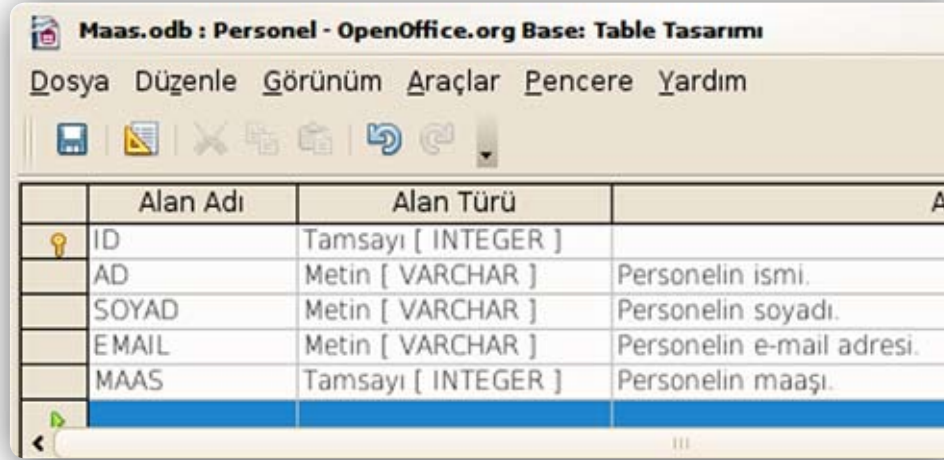 Maas.odb : Personel - OpenOffice.org Base: Table Tasarımı
Dosya Düzenle Görünüm Araçlar Pencere Yardım
Alan Adı Alan Türü
ID Tamsayı [ INTEGER ]
AD Metin [ VARCHAR ] Personelin ismi.
SOYAD Metin [ VARCHAR ] Personelin soyadı.
EMAIL Metin [ VARCHAR ] Personelin e-mail adresi.
MAAS Tamsayı [ INTEGER ] Personelin maaşı.